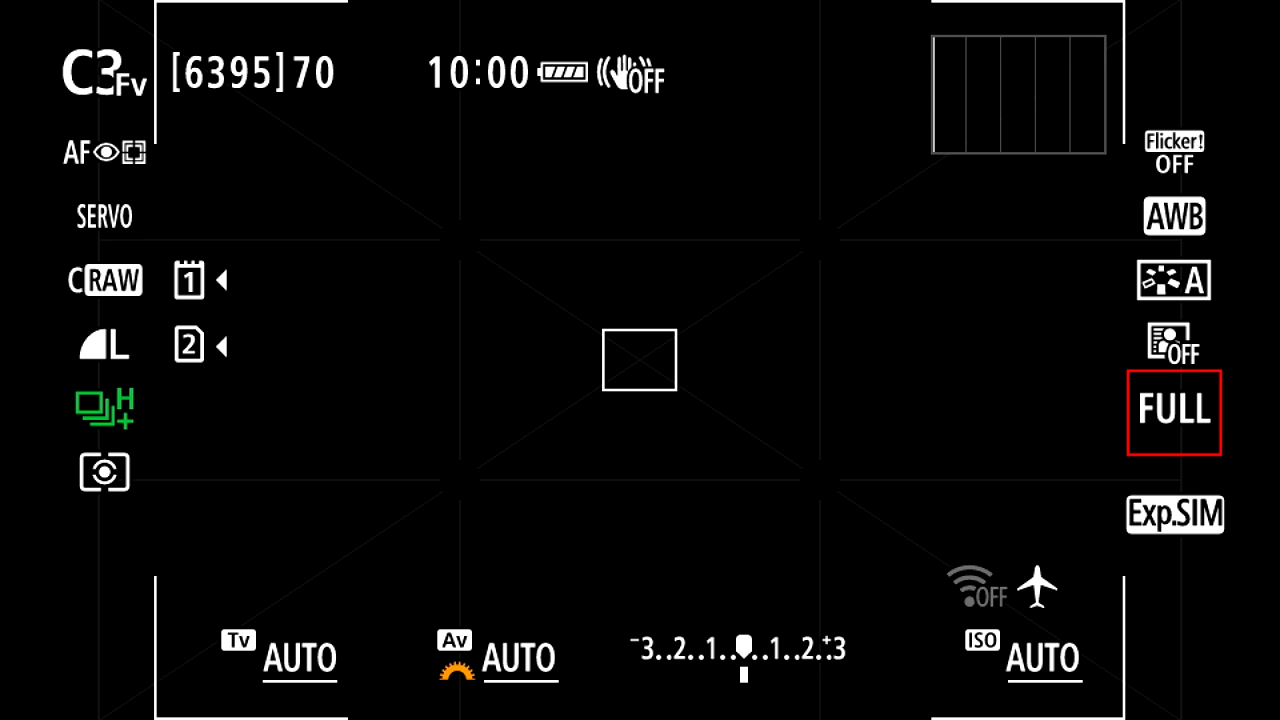 C3Fv [6395]70 10:00 OFF
AF
Flicker!
OFF
SERVO
AWB
CRAW 1
A
L 2
OFF
H+
FULL
Exp.SIM
OFF
Tv AUTO
Av AUTO
-3..2..1..  ..1..2..+3
ISO AUTO